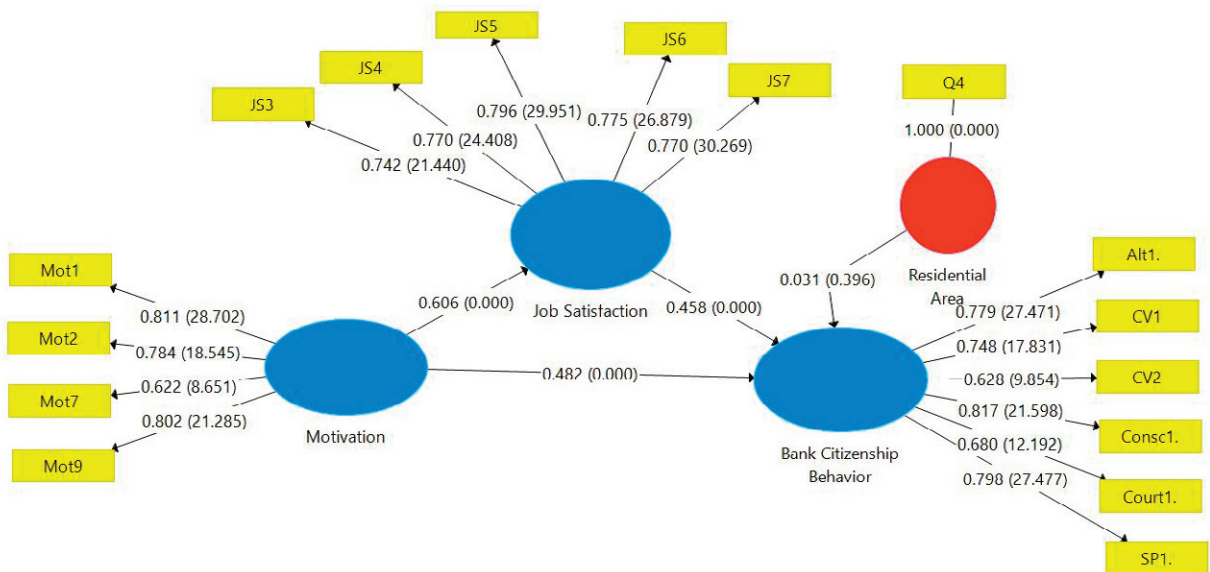 JS5
JS6
JS4
JS7
Q4
JS3
0.796 (29.951)
0.775 (26.879)
1.000 (0.000)
0.770 (24.408)
0.770 (30.269)
0.742 (21.440)
Alt1.
Mot1
Residential
Area
0.031 (0.396)
Job Satisfaction
0.606 (0.000)
0.458 (0.000)
0.779 (27.471)
CV1
0.811 (28.702)
Mot2
0.748 (17.831)
0.784 (18.545)
0.482 (0.000)
0.628 (9.854)
CV2
Mot7
0.622 (8.651)
0.817 (21.598)
0.802 (21.285)
Motivation
Consc1.
0.680 (12.192)
Mot9
Bank Citizenship
Behavior
0.798 (27.477)
Court1.
SP1.